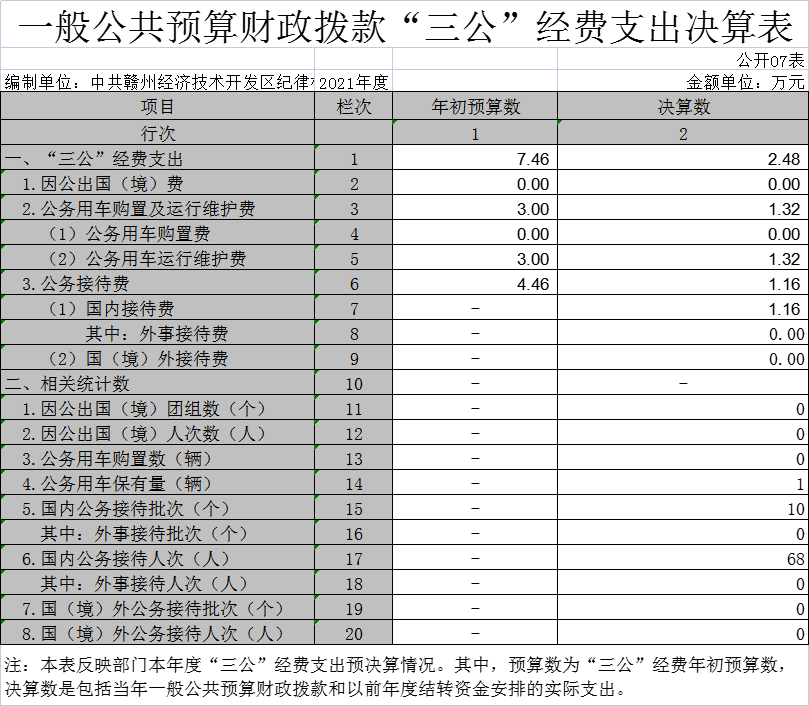 一般公共预算财政拨款“三公”经费支出决算表
公开07表
编制单位：中共赣州经济技术开发区纪律 2021年度 金额单位：万元
项目 栏次 年初预算数 决算数
行次 1 2
一、“三公”经费支出 1 7.46 2.48
1.因公出国（境）费 2 0.00 0.00
2.公务用车购置及运行维护费 3 3.00 1.32
（1）公务用车购置费 4 0.00 0.00
（2）公务用车运行维护费 5 3.00 1.32
3.公务接待费 6 4.46 1.16
（1）国内接待费 7 - 1.16
其中：外事接待费 8 - 0.00
（2）国（境）外接待费 9 - 0.00
二、相关统计数 10 - -
1.因公出国（境）团组数（个） 11 - 0
2.因公出国（境）人次数（人） 12 - 0
3.公务用车购置数（辆） 13 - 0
4.公务用车保有量（辆） 14 - 1
5.国内公务接待批次（个） 15 - 10
其中：外事接待批次（个） 16 - 0
6.国内公务接待人次（人） 17 - 68
其中：外事接待人次（人） 18 - 0
7.国（境）外公务接待批次（个） 19 - 0
8.国（境）外公务接待人次（人） 20 - 0
注：本表反映部门本年度“三公”经费支出预决算情况。其中，预算数为“三公”经费年初预算数，
决算数是包括当年一般公共预算财政拨款和以前年度结转资金安排的实际支出。